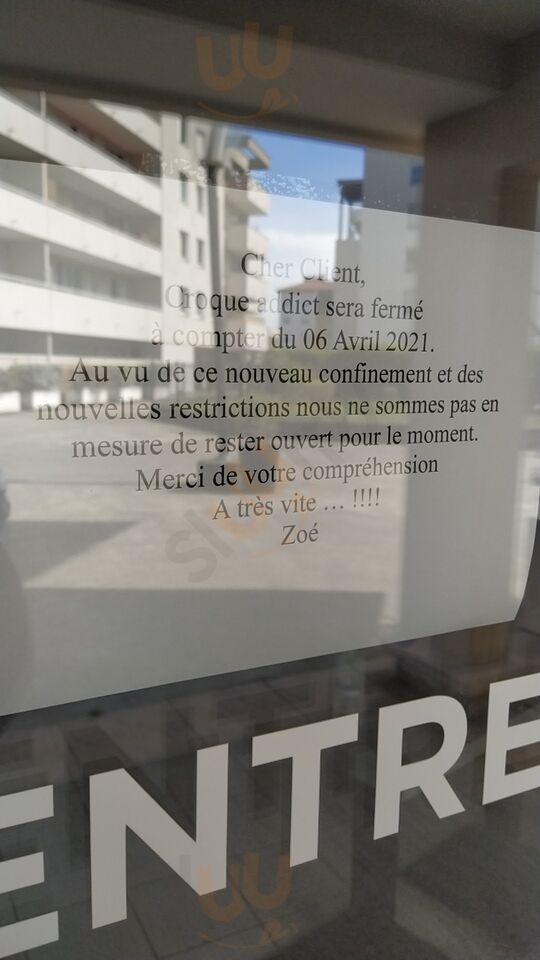 Cher Client,
Croque addict sera fermé
à compter du 06 Avril 2021.
Au vu de ce nouveau confinement et des
nouvelles restrictions nous ne sommes pas en
mesure de rester ouvert pour le moment.
Merci de votre compréhension
A très vite ... !!!!
Zoé
ENTRE